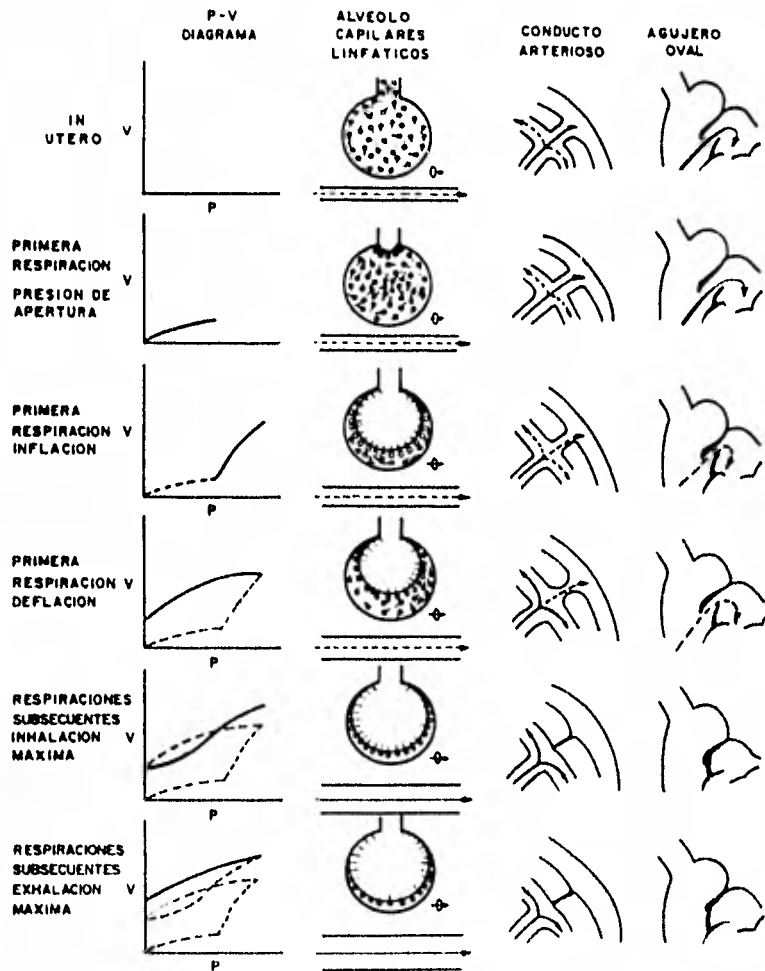 P-V
DIAGRAMA
ALVEOLO
CAPILARES
LINFATICOS
CONDUCTO
ARTERIOSO
AGUJERO
OVAL
IN
UTERO
V
P
PRIMERA
RESPIRACION
PRESION DE
APERTURA
V
P
PRIMERA
RESPIRACION
INFLACION
V
P
PRIMERA
RESPIRACION
DEFLACION
V
P
RESPIRACIONES
SUBSECUENTES
INHALACION
MAXIMA
V
P
RESPIRACIONES
SUBSECUENTES
EXHALACION
MAXIMA
V
P